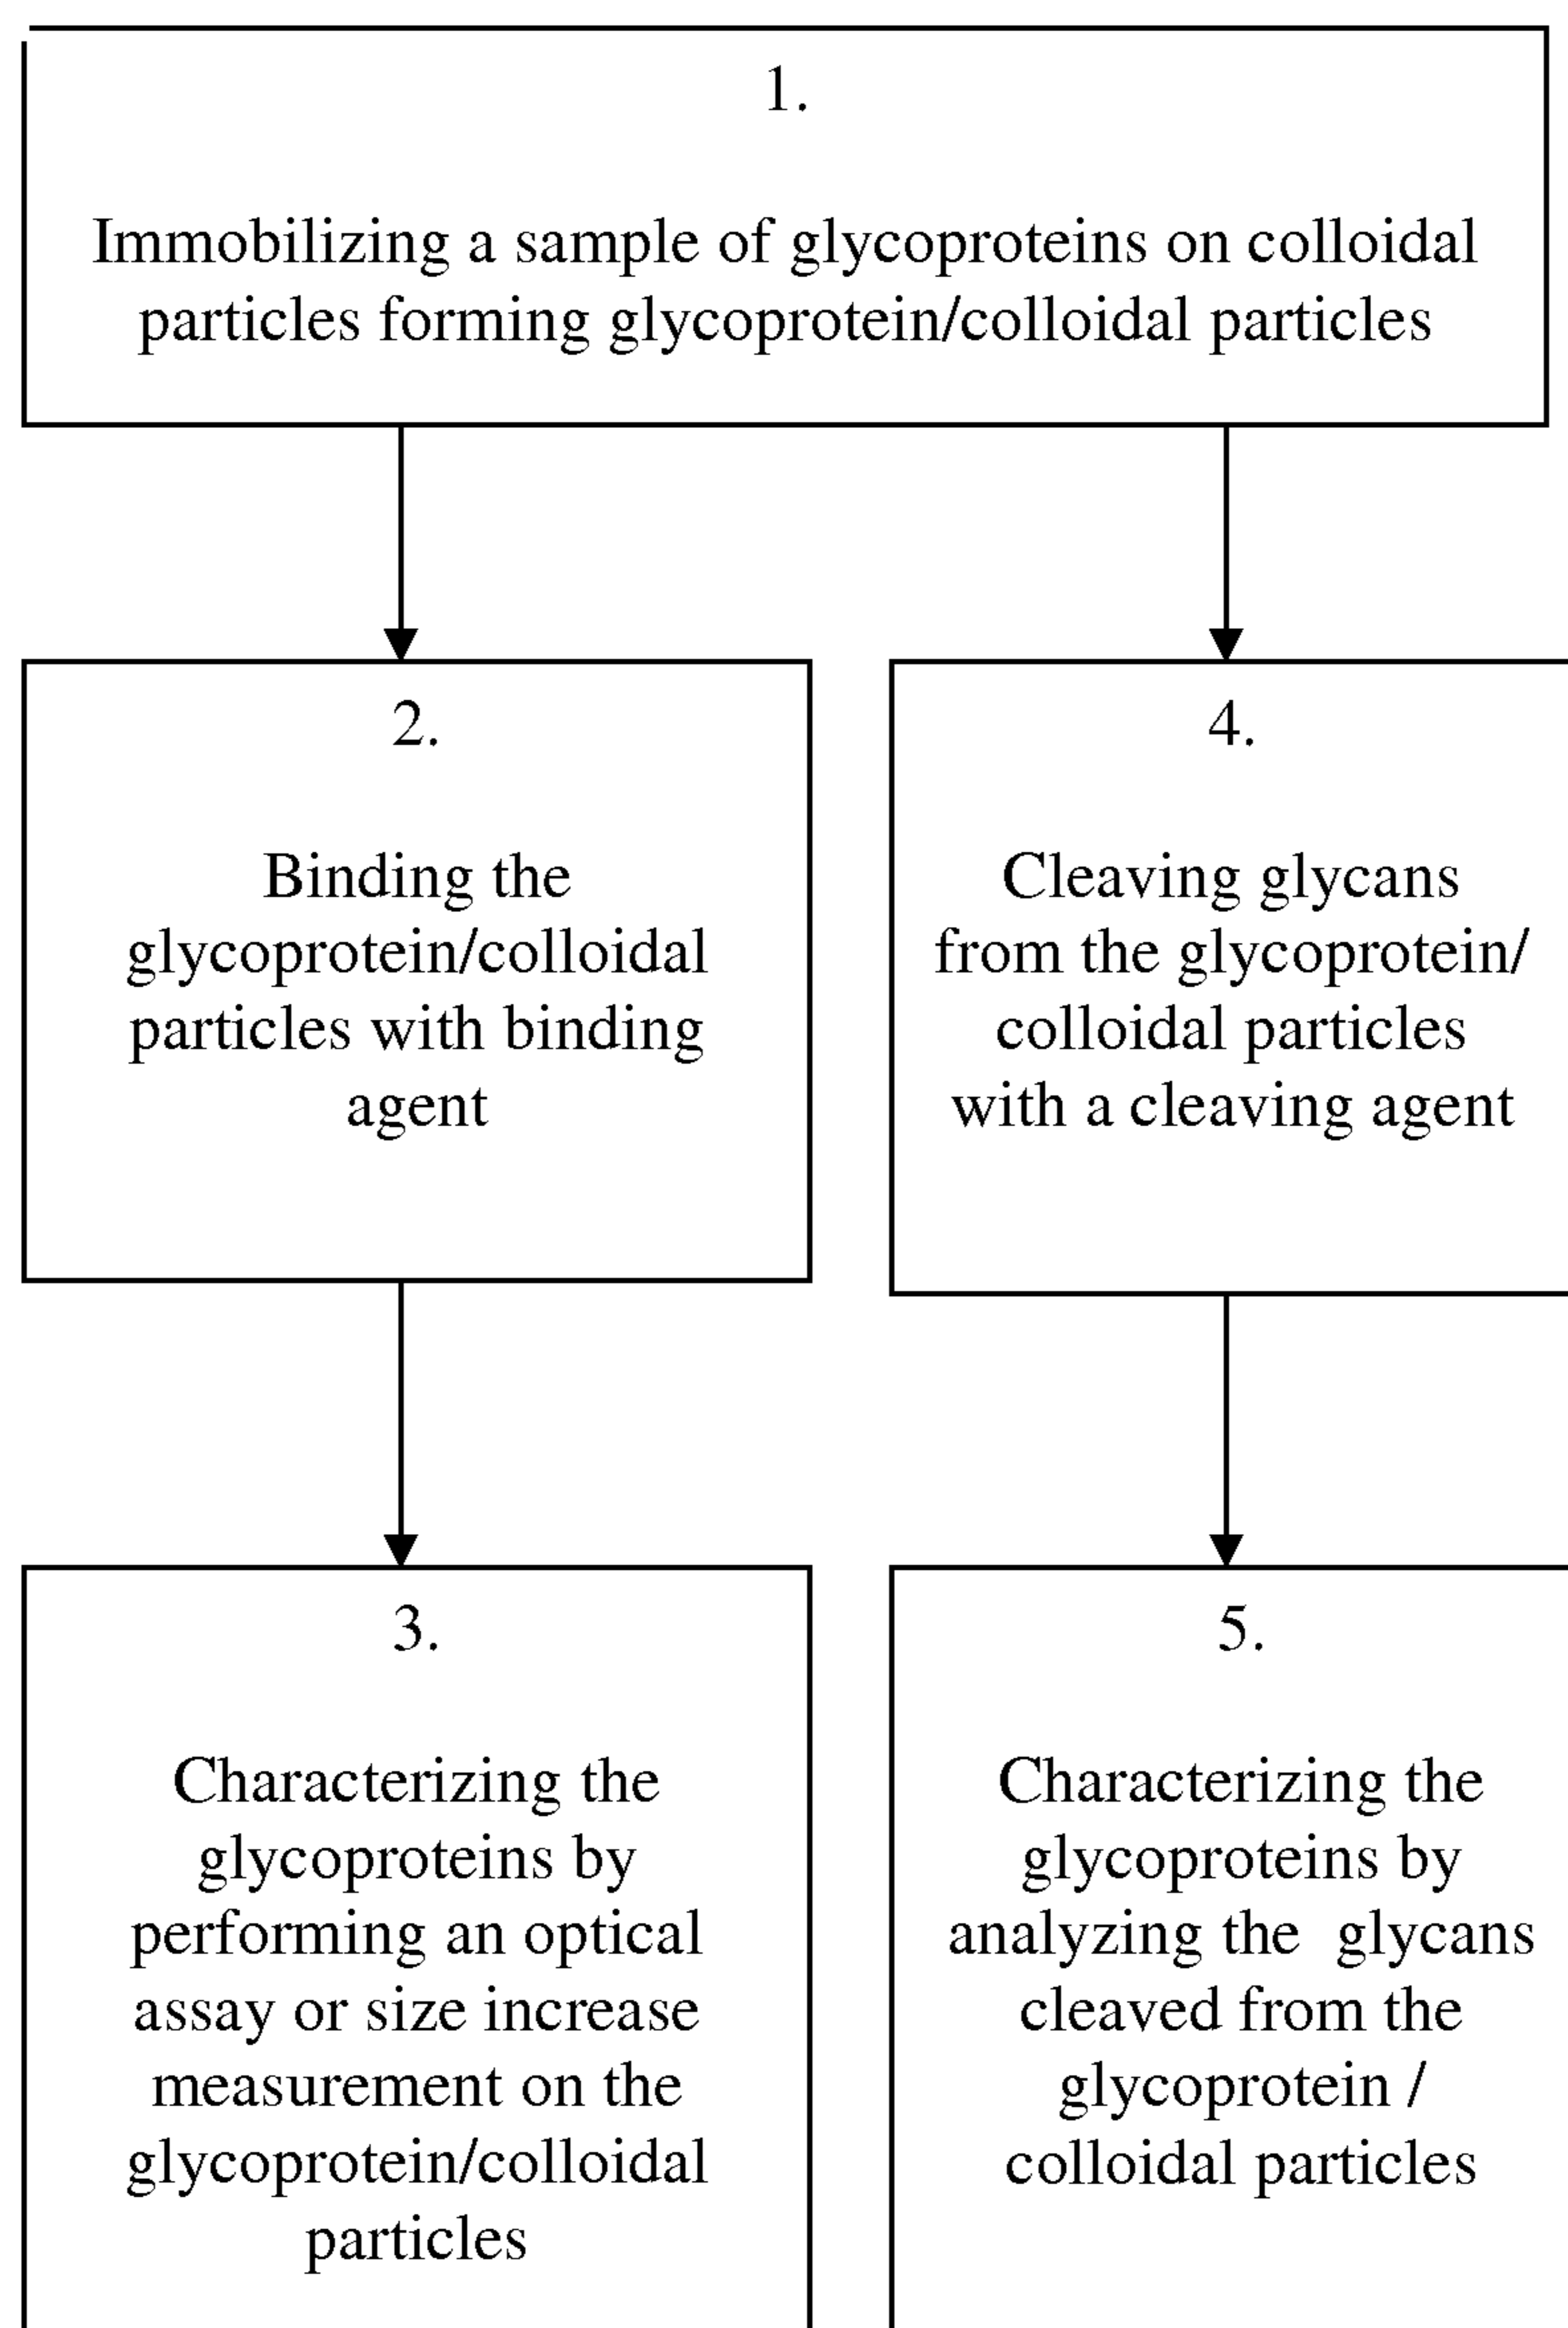 1.
Immobilizing a sample of glycoproteins on colloidal
particles forming glycoprotein/colloidal particles
2.
Binding the
glycoprotein/colloidal
particles with binding
agent
4.
Cleaving glycans
from the glycoprotein/
colloidal particles
with a cleaving agent
3.
Characterizing the
glycoproteins by
performing an optical
assay or size increase
measurement on the
glycoprotein/colloidal
particles
5.
Characterizing the
glycoproteins by
analyzing the  glycans
cleaved from the
glycoprotein /
colloidal particles